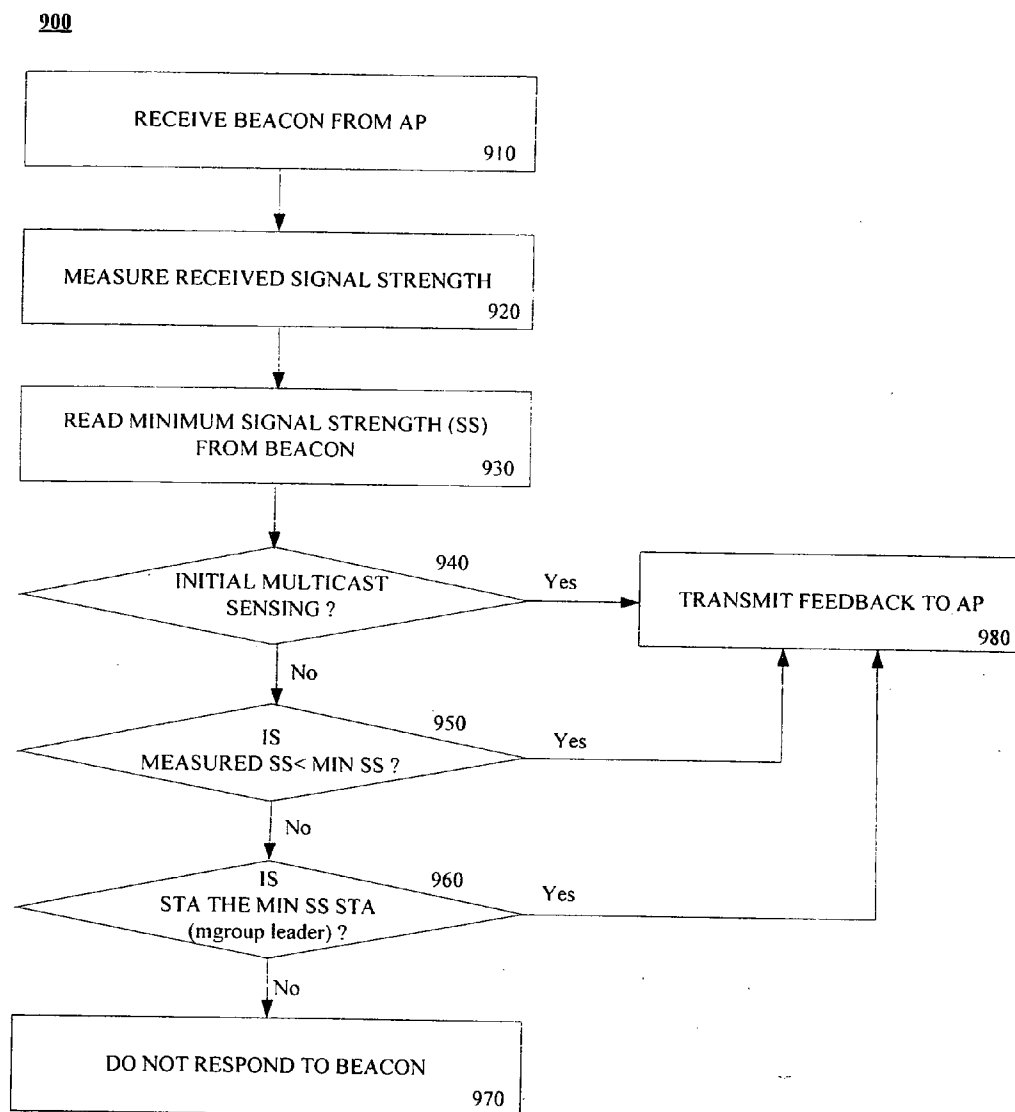 900
RECEIVE BEACON FROM AP
910
MEASURE RECEIVED SIGNAL STRENGTH
920
READ MINIMUM SIGNAL STRENGTH (SS)
FROM BEACON
930
940
INITIAL MULTICAST
SENSING ?
Yes
TRANSMIT FEEDBACK TO AP
980
No
950
IS
MEASURED SS< MIN SS ?
Yes
No
960
IS
STA THE MIN SS STA
(mgroup leader) ?
Yes
No
DO NOT RESPOND TO BEACON
970